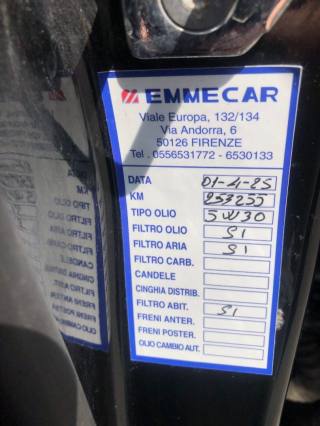 EMMECAR
Viale Europa, 132/134
Via Andorra, 6
50126 FIRENZE
Tel. 0556531772 - 6530133
DATA 01-4-25
KM 253255
TIPO OLIO 5W30
FILTRO OLIO SI
FILTRO ARIA SI
FILTRO CARB.
CANDELE
CINGHIA DISTRIB.
FILTRO ABIT. SI
FRENI ANTER.
FRENI POSTER.
OLIO CAMBIO AUT.